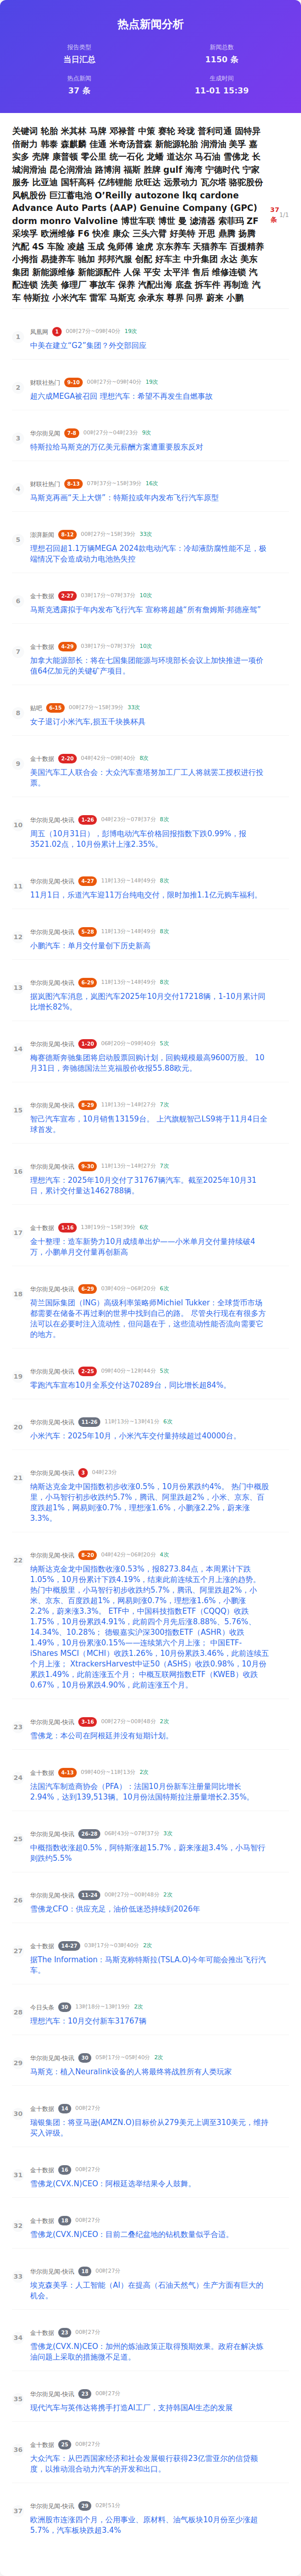 热点新闻分析
报告类型
当日汇总
新闻总数
1150 条
热点新闻
37 条
生成时间
11-01 15:39
关键词 轮胎 米其林 马牌 邓禄普 中策 赛轮 玲珑 普利司通 固特异
倍耐力 韩泰 森麒麟 佳通 米奇汤普森 新能源轮胎 润滑油 美孚 嘉
实多 壳牌 康普顿 零公里 统一石化 龙蟠 道达尔 马石油 雪佛龙 长
城润滑油 昆仑润滑油 路博润 福斯 胜牌 gulf 海湾 宁德时代 宁家
服务 比亚迪 国轩高科 亿纬锂能 欣旺达 远景动力 瓦尔塔 骆驼股份
风帆股份 巨江蓄电池 O’Reilly autozone lkq cardone
Advance Auto Parts (AAP) Genuine Company (GPC)
dorm monro Valvoline 博世车联 博世 曼 滤清器 索菲玛 ZF
采埃孚 欧洲维修 F6 快准 康众 三头六臂 好美特 开思 鼎腾 扬腾
汽配 4S 车险 凌越 玉成 兔师傅 途虎 京东养车 天猫养车 百援精养
小拇指 易捷养车 驰加 邦邦汽服 创配 好车主 中升集团 永达 美东
集团 新能源维修 新能源配件 人保 平安 太平洋 售后 维修连锁 汽
配连锁 洗美 修理厂 事故车 保养 汽配出海 底盘 拆车件 再制造 汽
车 特斯拉 小米汽车 雷军 马斯克 余承东 尊界 问界 蔚来 小鹏
37
条
1/1
1
凤凰网 1 00时27分~09时40分 19次
中美在建立“G2”集团？外交部回应
2
财联社热门 9-10 00时27分~09时40分 19次
超六成MEGA被召回 理想汽车：希望不再发生自燃事故
3
华尔街见闻 7-8 00时27分~04时23分 9次
特斯拉给马斯克的万亿美元薪酬方案遭重要股东反对
4
财联社热门 8-13 07时37分~15时39分 16次
马斯克再画“天上大饼”：特斯拉或年内发布飞行汽车原型
5
澎湃新闻 8-12 00时27分~15时39分 33次
理想召回超1.1万辆MEGA 2024款电动汽车：冷却液防腐性能不足，极
端情况下会造成动力电池热失控
6
金十数据 2-27 03时17分~07时37分 10次
马斯克透露拟于年内发布飞行汽车 宣称将超越“所有詹姆斯·邦德座驾”
7
金十数据 4-29 03时17分~07时37分 10次
加拿大能源部长：将在七国集团能源与环境部长会议上加快推进一项价
值64亿加元的关键矿产项目。
8
贴吧 6-15 00时27分~15时39分 33次
女子退订小米汽车,损五千块换杯具
9
金十数据 2-20 04时42分~09时40分 8次
美国汽车工人联合会：大众汽车查塔努加工厂工人将就罢工授权进行投
票。
10
华尔街见闻-快讯 1-26 04时23分~07时37分 8次
周五（10月31日），彭博电动汽车价格回报指数下跌0.99%，报
3521.02点，10月份累计上涨2.35%。
11
华尔街见闻-快讯 4-27 11时13分~14时49分 8次
11月1日，乐道汽车迎11万台纯电交付，限时加推1.1亿元购车福利。
12
华尔街见闻-快讯 5-28 11时13分~14时49分 8次
小鹏汽车：单月交付量创下历史新高
13
华尔街见闻-快讯 6-29 11时13分~14时49分 8次
据岚图汽车消息，岚图汽车2025年10月交付17218辆，1-10月累计同
比增长82%。
14
华尔街见闻-快讯 1-20 06时20分~09时40分 5次
梅赛德斯奔驰集团将启动股票回购计划，回购规模最高9600万股。 10
月31日，奔驰德国法兰克福股价收报55.88欧元。
15
华尔街见闻-快讯 8-29 11时13分~14时27分 7次
智己汽车宣布，10月销售13159台。 上汽旗舰智己LS9将于11月4日全
球首发。
16
华尔街见闻-快讯 9-30 11时13分~14时27分 7次
理想汽车：2025年10月交付了31767辆汽车。截至2025年10月31
日，累计交付量达1462788辆。
17
金十数据 1-16 13时19分~15时39分 6次
金十整理：造车新势力10月成绩单出炉——小米单月交付量持续破4
万，小鹏单月交付量再创新高
18
华尔街见闻-快讯 6-29 03时40分~06时20分 6次
荷兰国际集团（ING）高级利率策略师Michiel Tukker：全球货币市场
都需要在储备不再过剩的世界中找到自己的路。 尽管央行现在有很多方
法可以在必要时注入流动性，但问题在于，这些流动性能否流向需要它
的地方。
19
华尔街见闻-快讯 2-25 09时40分~12时44分 5次
零跑汽车宣布10月全系交付达70289台，同比增长超84%。
20
华尔街见闻-快讯 11-26 11时13分~13时41分 6次
小米汽车：2025年10月，小米汽车交付量持续超过40000台。
21
华尔街见闻-快讯 3 04时23分
纳斯达克金龙中国指数初步收涨0.5%，10月份累跌约4%。 热门中概股
里，小马智行初步收跌约5.7%，腾讯、阿里跌超2%，小米、京东、百
度跌超1%，网易则涨0.7%，理想涨1.6%，小鹏涨2.2%，蔚来涨
3.3%。
22
华尔街见闻-快讯 8-20 04时42分~06时20分 4次
纳斯达克金龙中国指数收涨0.53%，报8273.84点，本周累计下跌
1.05%，10月份累计下跌4.19%，结束此前连续五个月上涨的趋势。
热门中概股里，小马智行初步收跌约5.7%，腾讯、阿里跌超2%，小
米、京东、百度跌超1%，网易则涨0.7%，理想涨1.6%，小鹏涨
2.2%，蔚来涨3.3%。 ETF中，中国科技指数ETF（CQQQ）收跌
1.75%，10月份累跌4.91%，此前四个月先后涨8.88%、5.76%、
14.34%、10.28%； 德银嘉实沪深300指数ETF（ASHR）收跌
1.49%，10月份累涨0.15%——连续第六个月上涨； 中国ETF-
iShares MSCI（MCHI）收跌1.26%，10月份累跌3.46%，此前连续五
个月上涨； XtrackersHarvest中证50（ASHS）收跌0.98%，10月份
累跌1.49%，此前连涨五个月； 中概互联网指数ETF（KWEB）收跌
0.67%，10月份累跌4.90%，此前连涨五个月。
23
华尔街见闻-快讯 3-16 00时27分~00时48分 2次
雪佛龙：本公司在阿根廷并没有短期计划。
24
金十数据 4-13 09时40分~11时13分 2次
法国汽车制造商协会（PFA）：法国10月份新车注册量同比增长
2.94%，达到139,513辆。10月份法国特斯拉注册量增长2.35%。
25
华尔街见闻-快讯 26-28 06时43分~07时37分 3次
中概指数收涨超0.5%，阿特斯涨超15.7%，蔚来涨超3.4%，小马智行
则跌约5.5%
26
华尔街见闻-快讯 11-24 00时27分~00时48分 2次
雪佛龙CFO：供应充足，油价低迷恐持续到2026年
27
金十数据 14-27 03时17分~03时40分 2次
据The Information：马斯克称特斯拉(TSLA.O)今年可能会推出飞行汽
车。
28
今日头条 30 13时18分~13时19分 2次
理想汽车：10月交付新车31767辆
29
华尔街见闻-快讯 30 05时17分~05时40分 2次
马斯克：植入Neuralink设备的人将最终将战胜所有人类玩家
30
金十数据 14 00时27分
瑞银集团：将亚马逊(AMZN.O)目标价从279美元上调至310美元，维持
买入评级。
31
金十数据 16 00时27分
雪佛龙(CVX.N)CEO：阿根廷选举结果令人鼓舞。
32
金十数据 18 00时27分
雪佛龙(CVX.N)CEO：目前二叠纪盆地的钻机数量似乎合适。
33
华尔街见闻-快讯 18 00时27分
埃克森美孚：人工智能（AI）在提高（石油天然气）生产方面有巨大的
机会。
34
金十数据 23 00时27分
雪佛龙(CVX.N)CEO：加州的炼油政策正取得预期效果。政府在解决炼
油问题上采取的措施微不足道。
35
华尔街见闻-快讯 23 00时27分
现代汽车与英伟达将携手打造AI工厂，支持韩国AI生态的发展
36
金十数据 25 00时27分
大众汽车：从巴西国家经济和社会发展银行获得23亿雷亚尔的信贷额
度，以推动混合动力汽车的开发和出口。
37
华尔街见闻-快讯 29 02时51分
欧洲股市连涨四个月，公用事业、原材料、油气板块10月份至少涨超
5.7%，汽车板块跌超3.4%